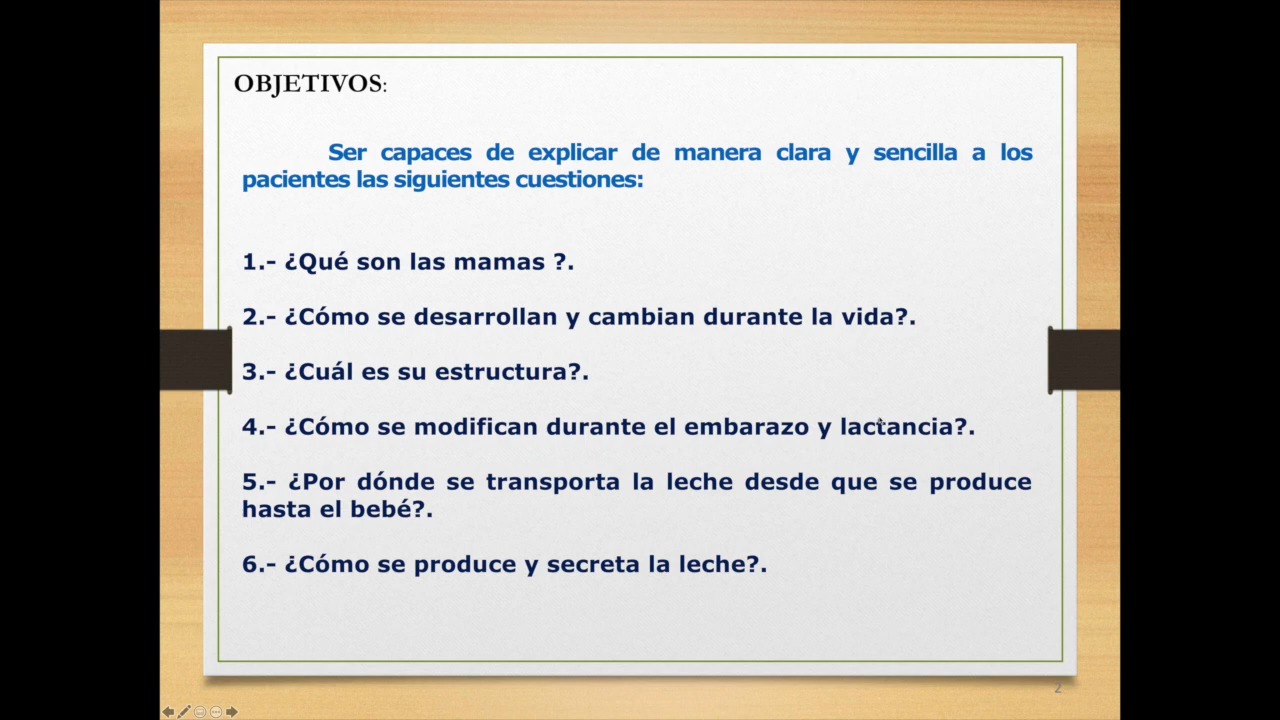 OBJETIVOS:
Ser capaces de explicar de manera clara y sencilla a los
pacientes las siguientes cuestiones:
1.- ¿Qué son las mamas ?.
2.- ¿Cómo se desarrollan y cambian durante la vida?.
3.- ¿Cuál es su estructura?.
4.- ¿Cómo se modifican durante el embarazo y lactancia?.
5.- ¿Por dónde se transporta la leche desde que se produce
hasta el bebé?.
6.- ¿Cómo se produce y secreta la leche?.
2